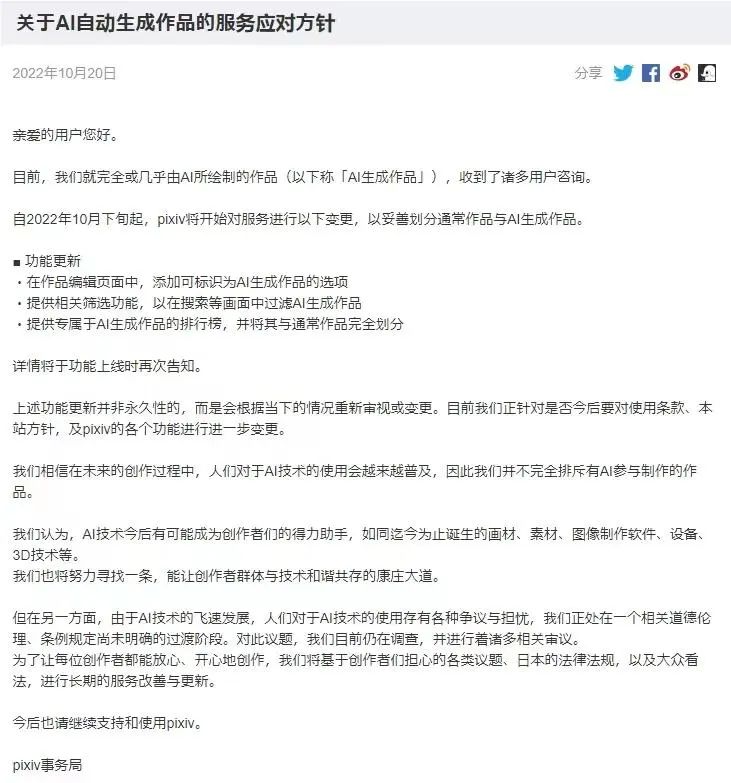 关于AI自动生成作品的服务应对方针
2022年10月20日
分享
亲爱的用户您好。
目前，我们就完全或几乎由AI所绘制的作品（以下称「AI生成作品」），收到了诸多用户咨询。
自2022年10月下旬起，pixiv将开始对服务进行以下变更，以妥善划分通常作品与AI生成作品。
■ 功能更新
・在作品编辑页面中，添加可标识为AI生成作品的选项
・提供相关筛选功能，以在搜索等画面中过滤AI生成作品
・提供专属于AI生成作品的排行榜，并将其与通常作品完全划分
详情将于功能上线时再次告知。
上述功能更新并非永久性的，而是会根据当下的情况重新审视或变更。目前我们正针对是否今后要对使用条款、本
站方针，及pixiv的各个功能进行进一步变更。
我们相信在未来的创作过程中，人们对于AI技术的使用会越来越普及，因此我们并不完全排斥有AI参与制作的作
品。
我们认为，AI技术今后有可能成为创作者们的得力助手，如同迄今为止诞生的画材、素材、图像制作软件、设备、
3D技术等。
我们也将努力寻找一条，能让创作者群体与技术和谐共存的康庄大道。
但在另一方面，由于AI技术的飞速发展，人们对于AI技术的使用存有各种争议与担忧，我们正处在一个相关道德伦
理、条例规定尚未明确的过渡阶段。对此议题，我们目前仍在调查，并进行着诸多相关审议。
为了让每位创作者都能放心、开心地创作，我们将基于创作者们担心的各类议题、日本的法律法规，以及大众看
法，进行长期的服务改善与更新。
今后也请继续支持和使用pixiv。
pixiv事务局